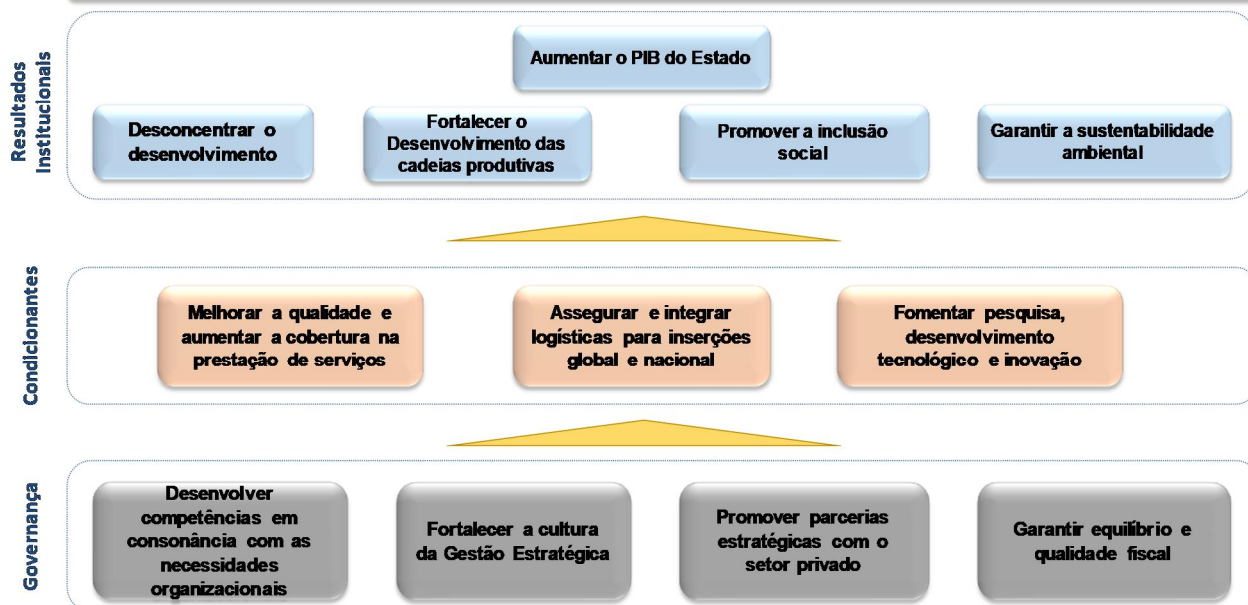 Resultados
Institucionais
Aumentar o PIB do Estado
Desconcentrar o
desenvolvimento
Fortalecer o
Desenvolvimento das
cadeias produtivas
Promover a inclusão
social
Garantir a sustentabilidade
ambiental
Condicionantes
Melhorar a qualidade e
aumentar a cobertura na
prestação de serviços
Assegurar e integrar
logísticas para inserções
global e nacional
Fomentar pesquisa,
desenvolvimento
tecnológico e inovação
Governança
Desenvolver
competências em
consonância com as
necessidades
organizacionais
Fortalecer a cultura
da Gestão Estratégica
Promover parcerias
estratégicas com o
setor privado
Garantir equilíbrio e
qualidade fiscal